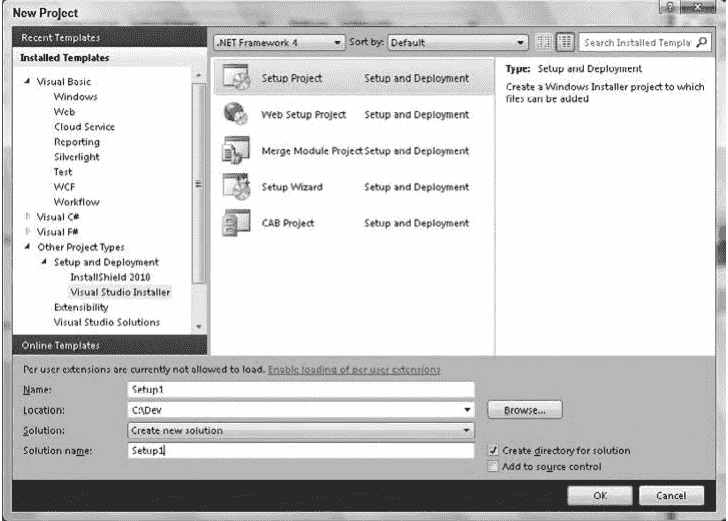 New Project
Recent Templates
Installed Templates
Visual Basic
Windows
Web
Cloud Service
Reporting
Silverlight
Test
WCF
Workflow
Visual C#
Visual F#
Other Project Types
Setup and Deployment
InstallShield 2010
Visual Studio Installer
Extensibility
Visual Studio Solutions
Online Templates
.NET Framework 4 Sort by: Default Search Installed Templa
Setup Project Setup and Deployment
Web Setup Project Setup and Deployment
Merge Module Project Setup and Deployment
Setup Wizard Setup and Deployment
CAB Project Setup and Deployment
Type: Setup and Deployment
Create a Windows Installer project to which
files can be added
Per user extensions are currently not allowed to load. Enable loading of per user extensions
Name: Setup1
Location: C:\Dev Browse...
Solution: Create new solution
Solution name: Setup1
Create directory for solution
Add to source control
OK Cancel